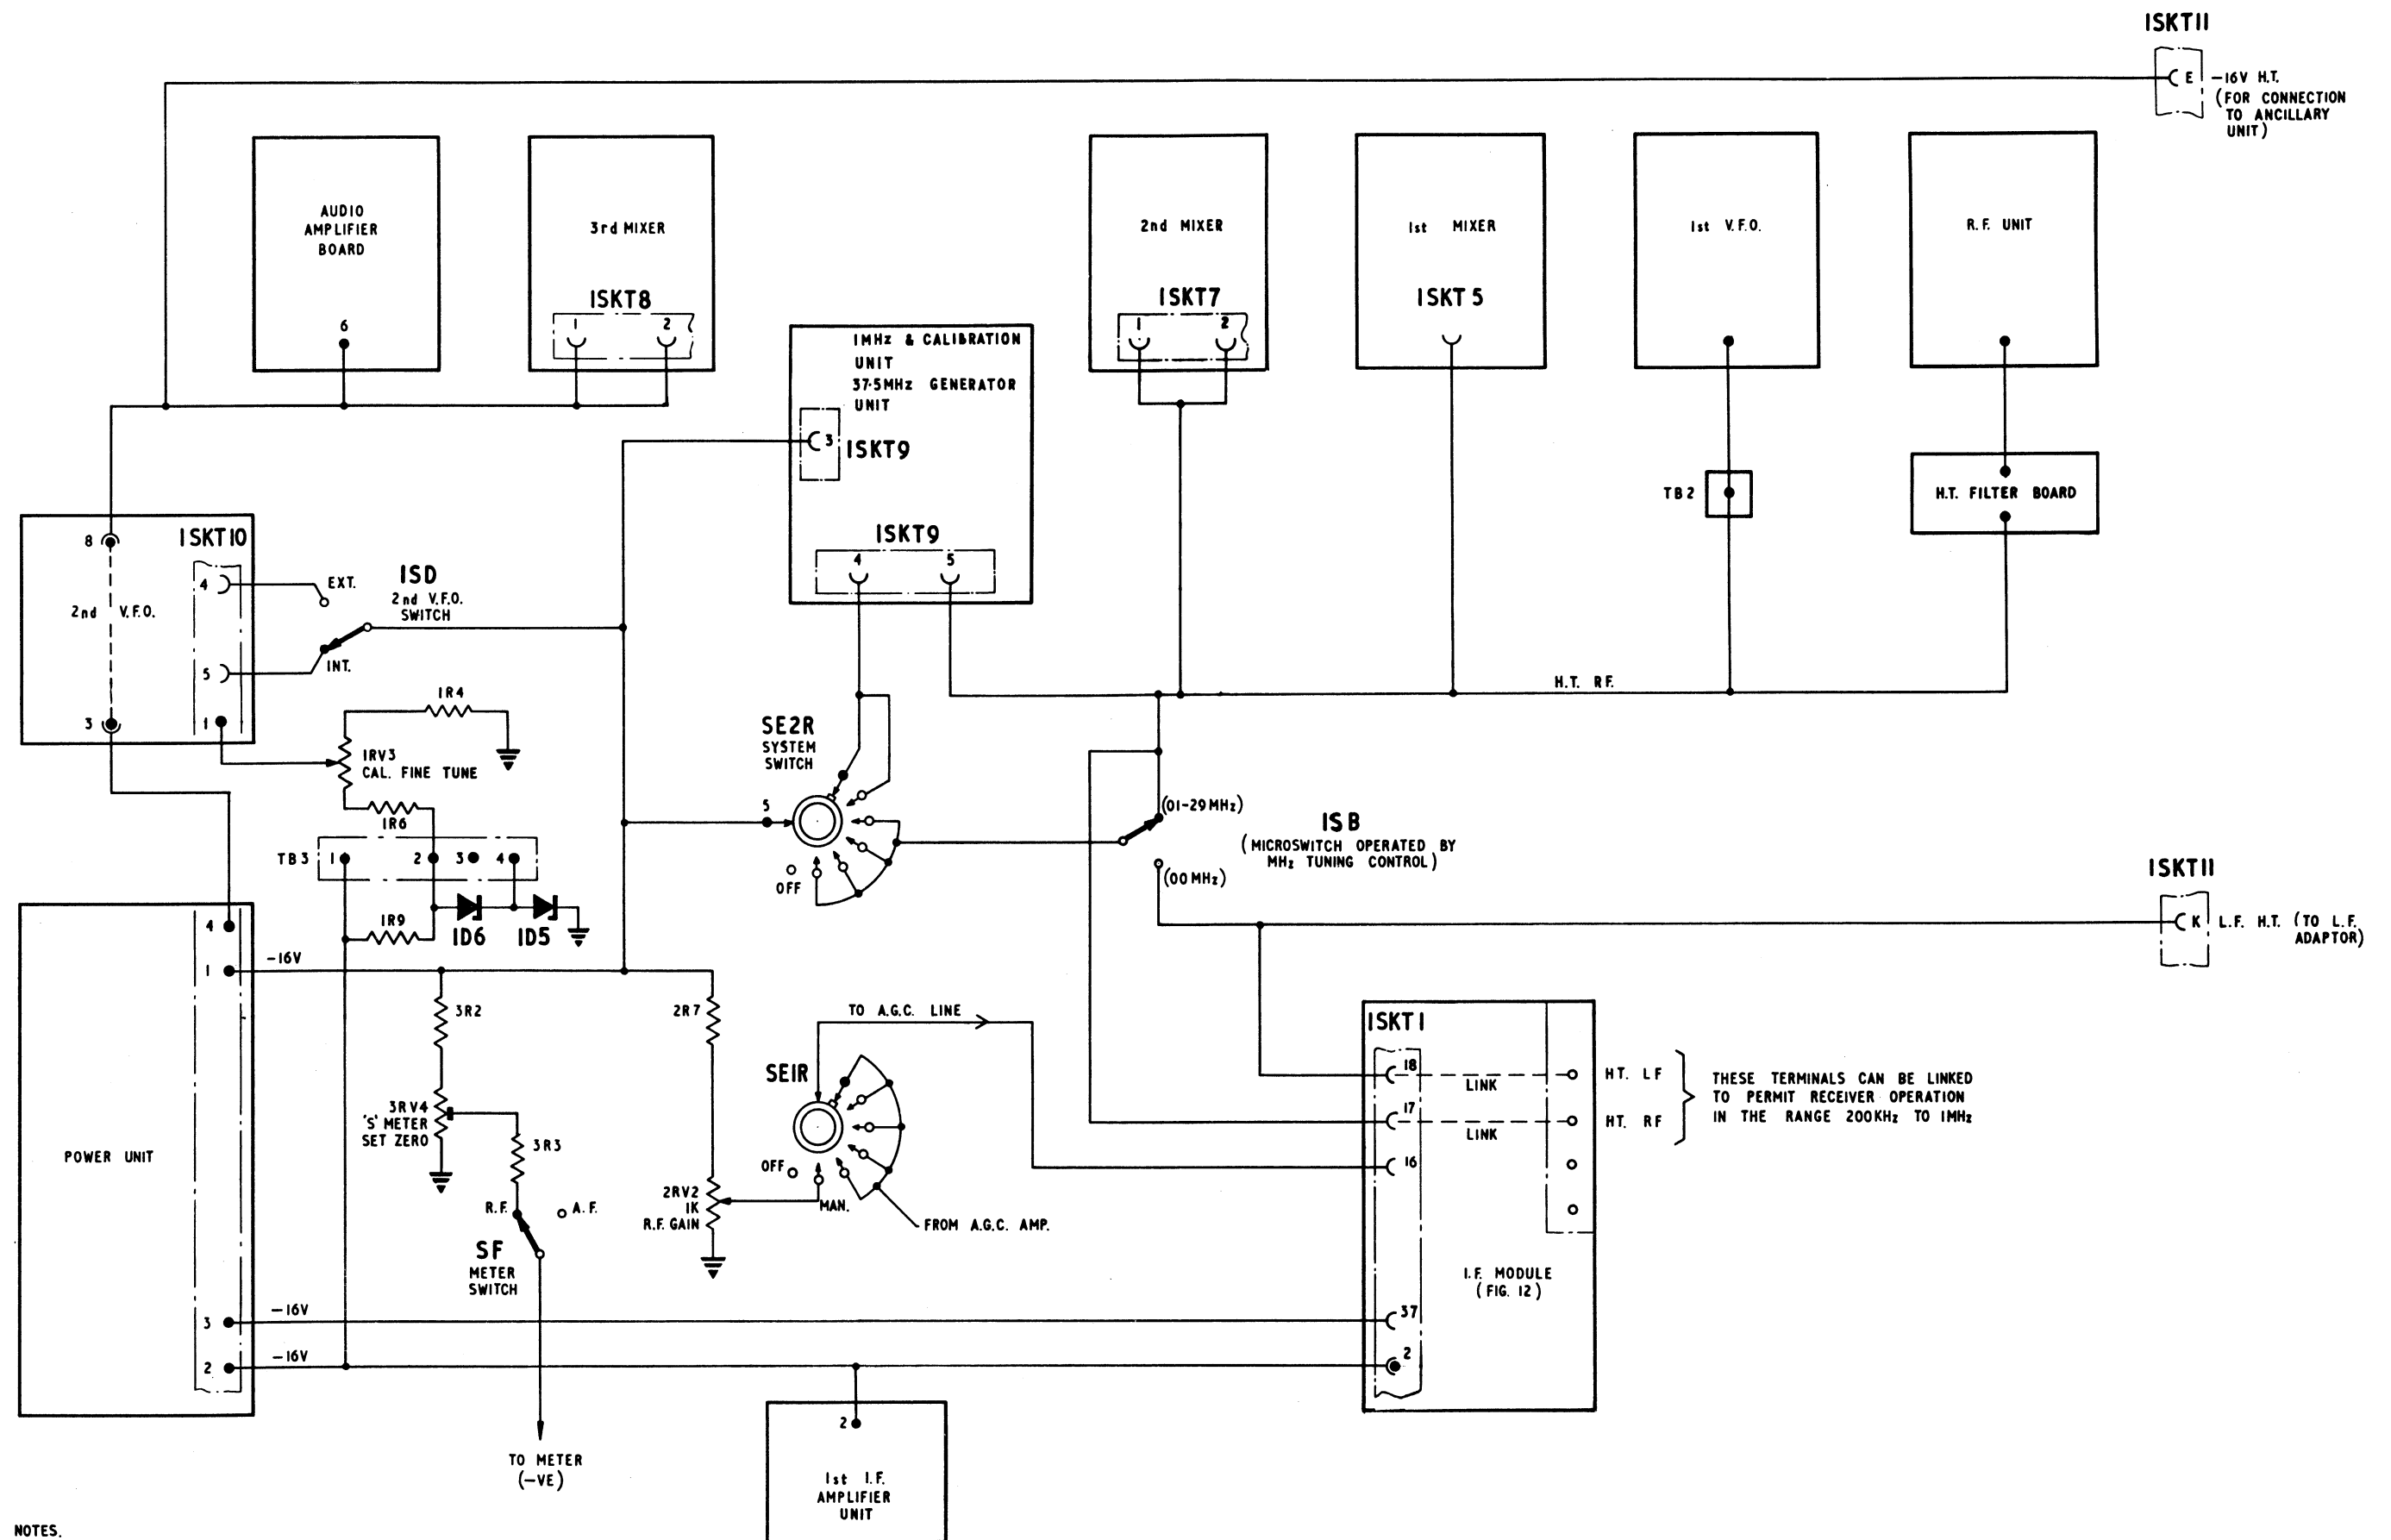 1SKT11
E
-16V H.T.
(FOR CONNECTION
TO ANCILLARY
UNIT)
AUDIO
AMPLIFIER
BOARD
6
3rd MIXER
1SKT8
1
2
1MHz & CALIBRATION
UNIT
37·5MHz GENERATOR
UNIT
3
1SKT9
1SKT9
4
5
2nd MIXER
1SKT7
1
2
1st MIXER
1SKT5
1st V.F.O.
TB2
R.F. UNIT
H.T. FILTER BOARD
H.T. RF.
8
1SKT10
4
2nd V.F.O.
5
3
1
EXT.
1SD
2nd V.F.O.
SWITCH
INT.
1R4
1RV3
CAL. FINE TUNE
1R6
TB3
1
2
3
4
1R9
1D6
1D5
SE2R
SYSTEM
SWITCH
5
OFF
(01-29MHz)
1SB
(MICROSWITCH OPERATED BY
MHz TUNING CONTROL)
(00MHz)
1SKT11
K
L.F. H.T. (TO L.F.
ADAPTOR)
POWER UNIT
4
1
-16V
3
-16V
2
-16V
3R2
3RV4
'S' METER
SET ZERO
3R3
R.F.
A.F.
SF
METER
SWITCH
TO METER
(-VE)
2R7
2RV2
1K
R.F. GAIN
TO A.G.C. LINE
SE1R
OFF
MAN.
FROM A.G.C. AMP.
1SKT1
18
LINK
HT. LF
17
LINK
HT. RF
16
THESE TERMINALS CAN BE LINKED
TO PERMIT RECEIVER OPERATION
IN THE RANGE 200KHz TO 1MHz
I.F. MODULE
(FIG. 12)
37
2
2
1st I.F.
AMPLIFIER
UNIT
NOTES.